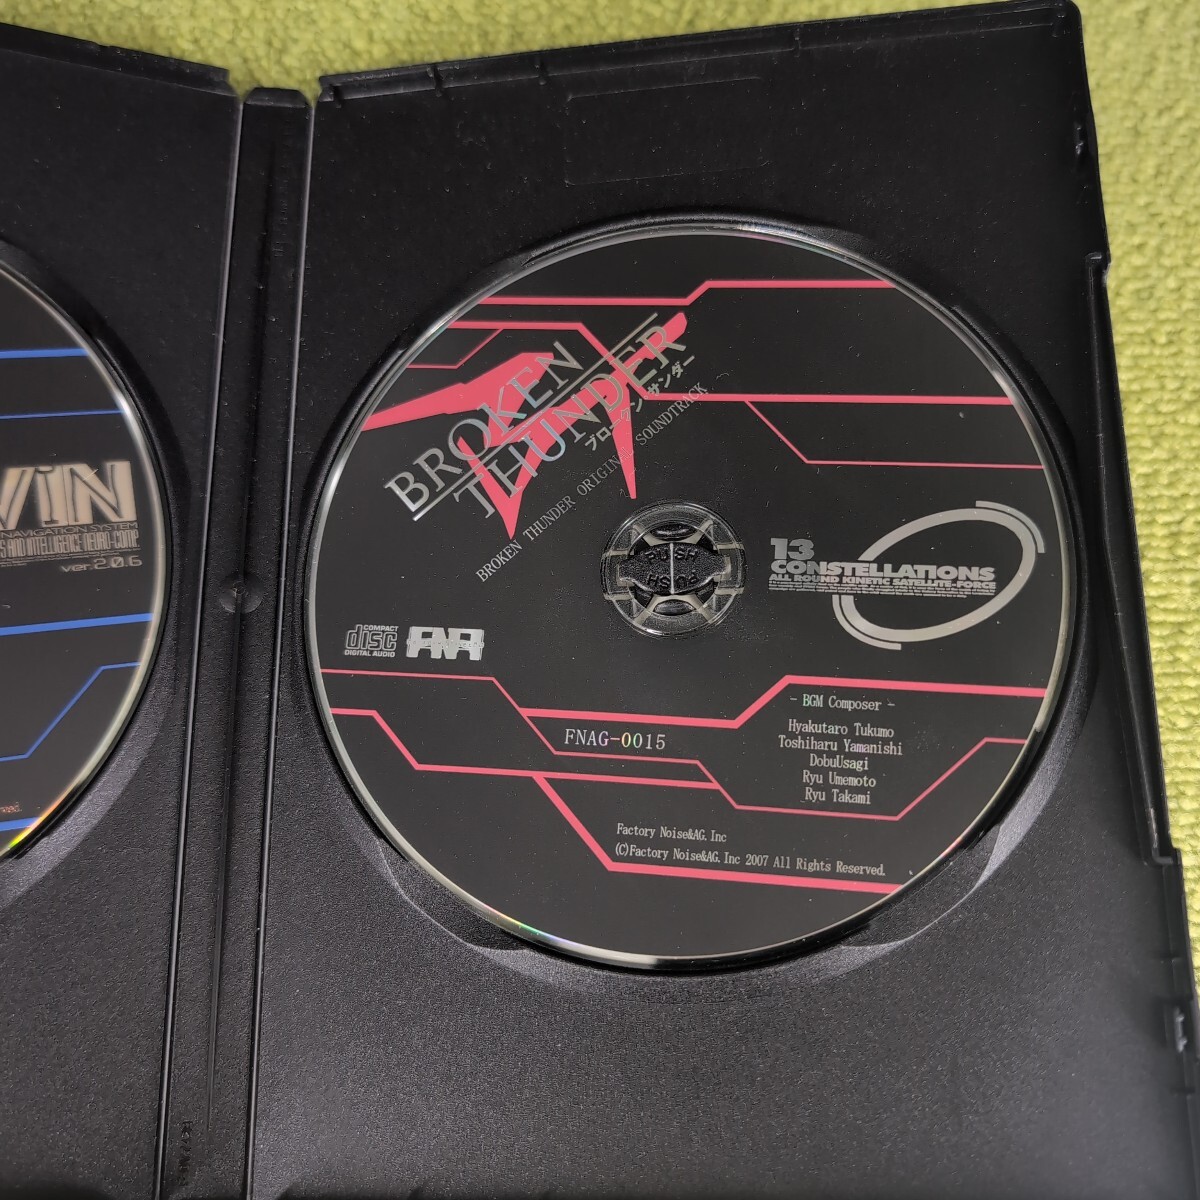 VIN
NAVIGATION SYSTEM
S AND INTELLIGENCE NEURO-COMP
ver.2.0.6
BROKEN
THUNDER
ブロークンサンダー
BROKEN THUNDER ORIGINAL SOUNDTRACK
PUSH
13
CONSTELLATIONS
ALL ROUND KINETIC SATELLITE-FORSE
COMPACT
disc
DIGITAL AUDIO
FNAG-0015
- BGM Composer -
Hyakutaro Tukumo
Toshiharu Yamanishi
DobuUsagi
Ryu Umemoto
Ryu Takami
Factory Noise&AG. Inc
(C)Factory Noise&AG. Inc 2007 All Rights Reserved.